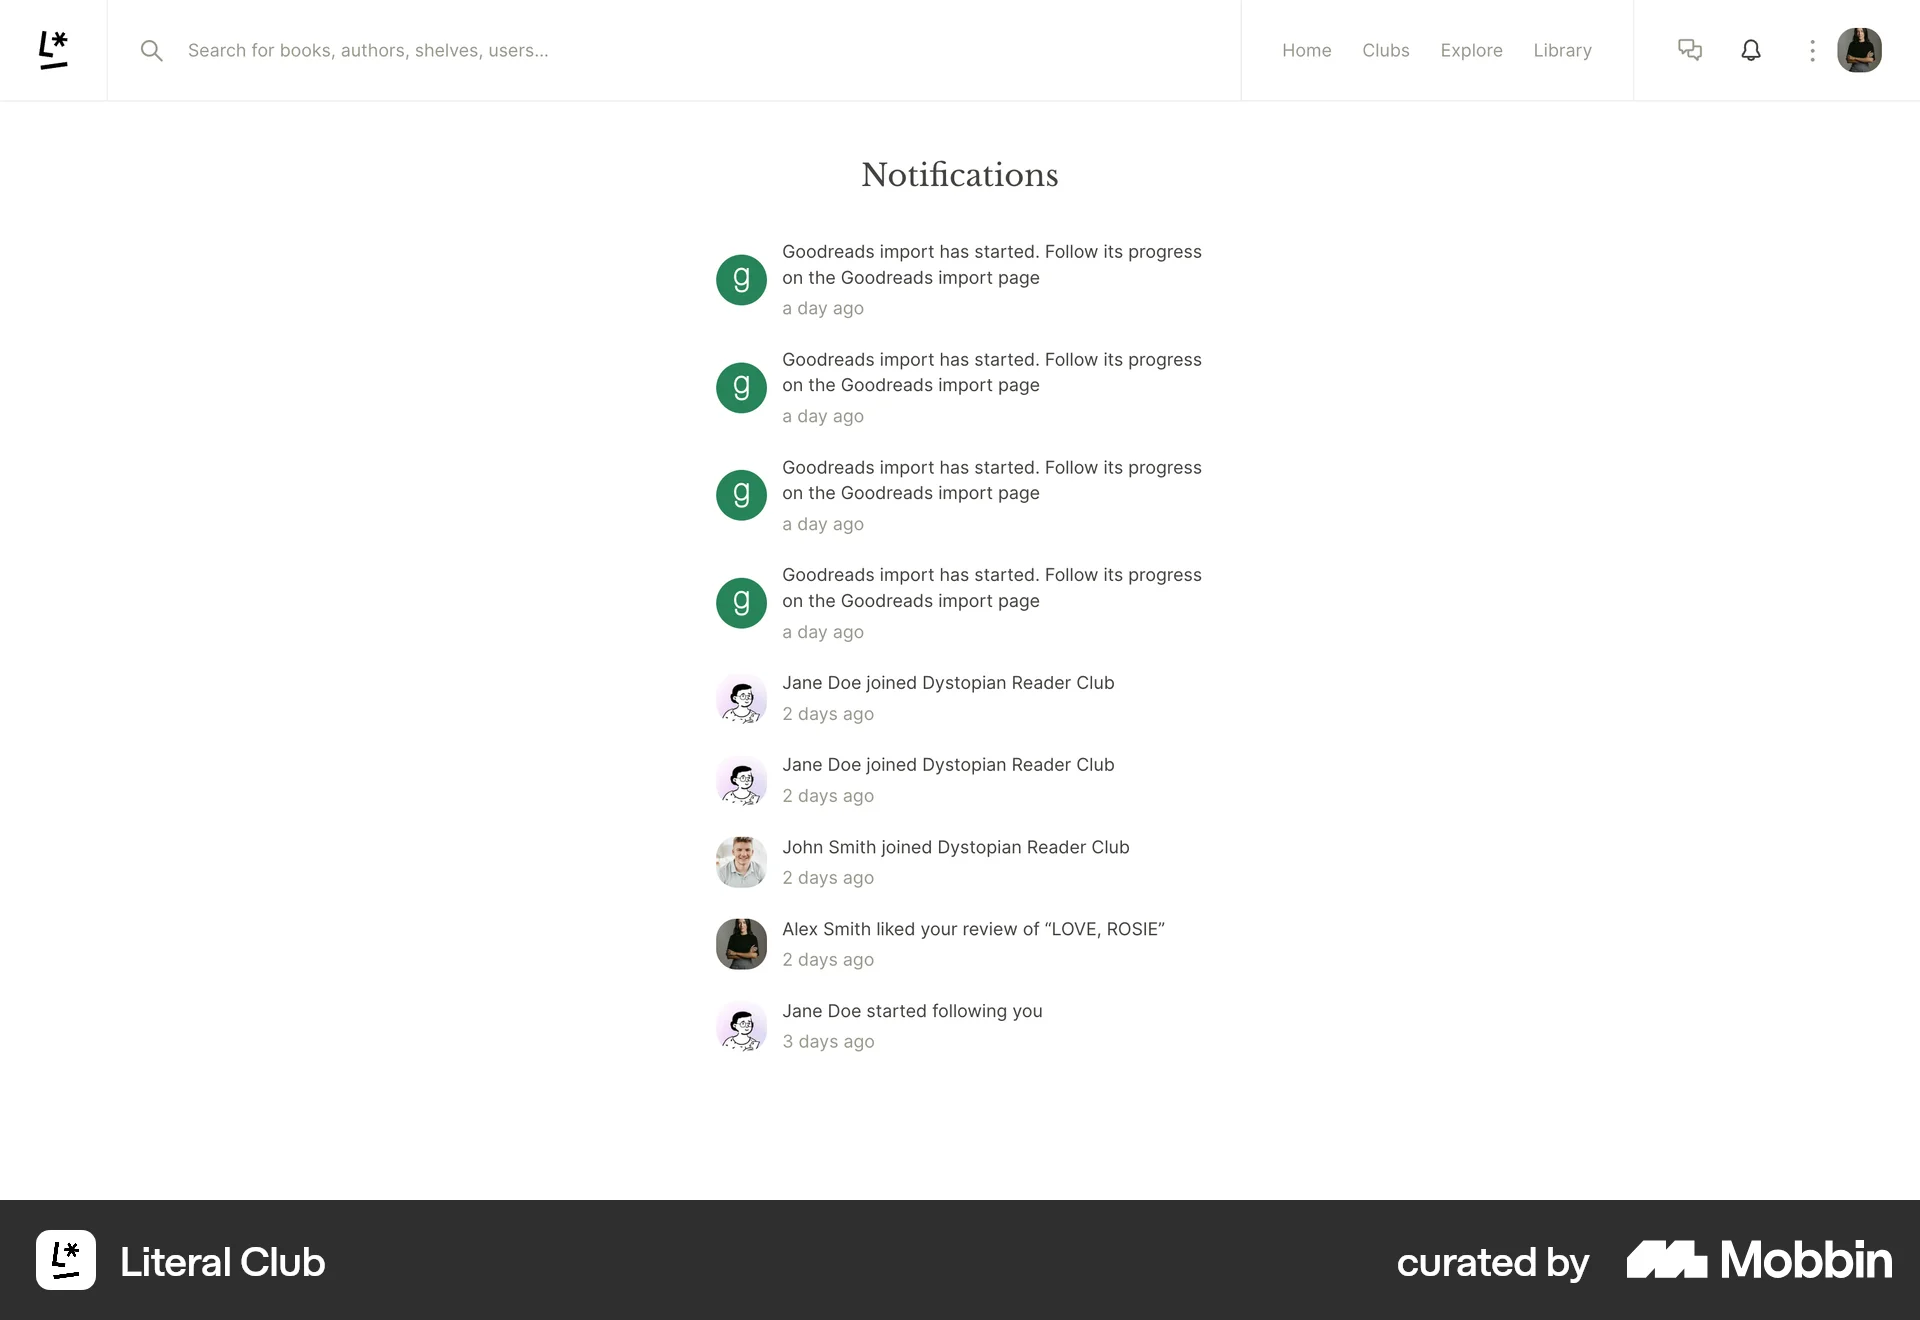 L*
Search for books, authors, shelves, users...
Home
Clubs
Explore
Library
Notifications
g
Goodreads import has started. Follow its progress
on the Goodreads import page
a day ago
g
Goodreads import has started. Follow its progress
on the Goodreads import page
a day ago
g
Goodreads import has started. Follow its progress
on the Goodreads import page
a day ago
g
Goodreads import has started. Follow its progress
on the Goodreads import page
a day ago
Jane Doe joined Dystopian Reader Club
2 days ago
Jane Doe joined Dystopian Reader Club
2 days ago
John Smith joined Dystopian Reader Club
2 days ago
Alex Smith liked your review of “LOVE, ROSIE”
2 days ago
Jane Doe started following you
3 days ago
L*
Literal Club
curated by
Mobbin